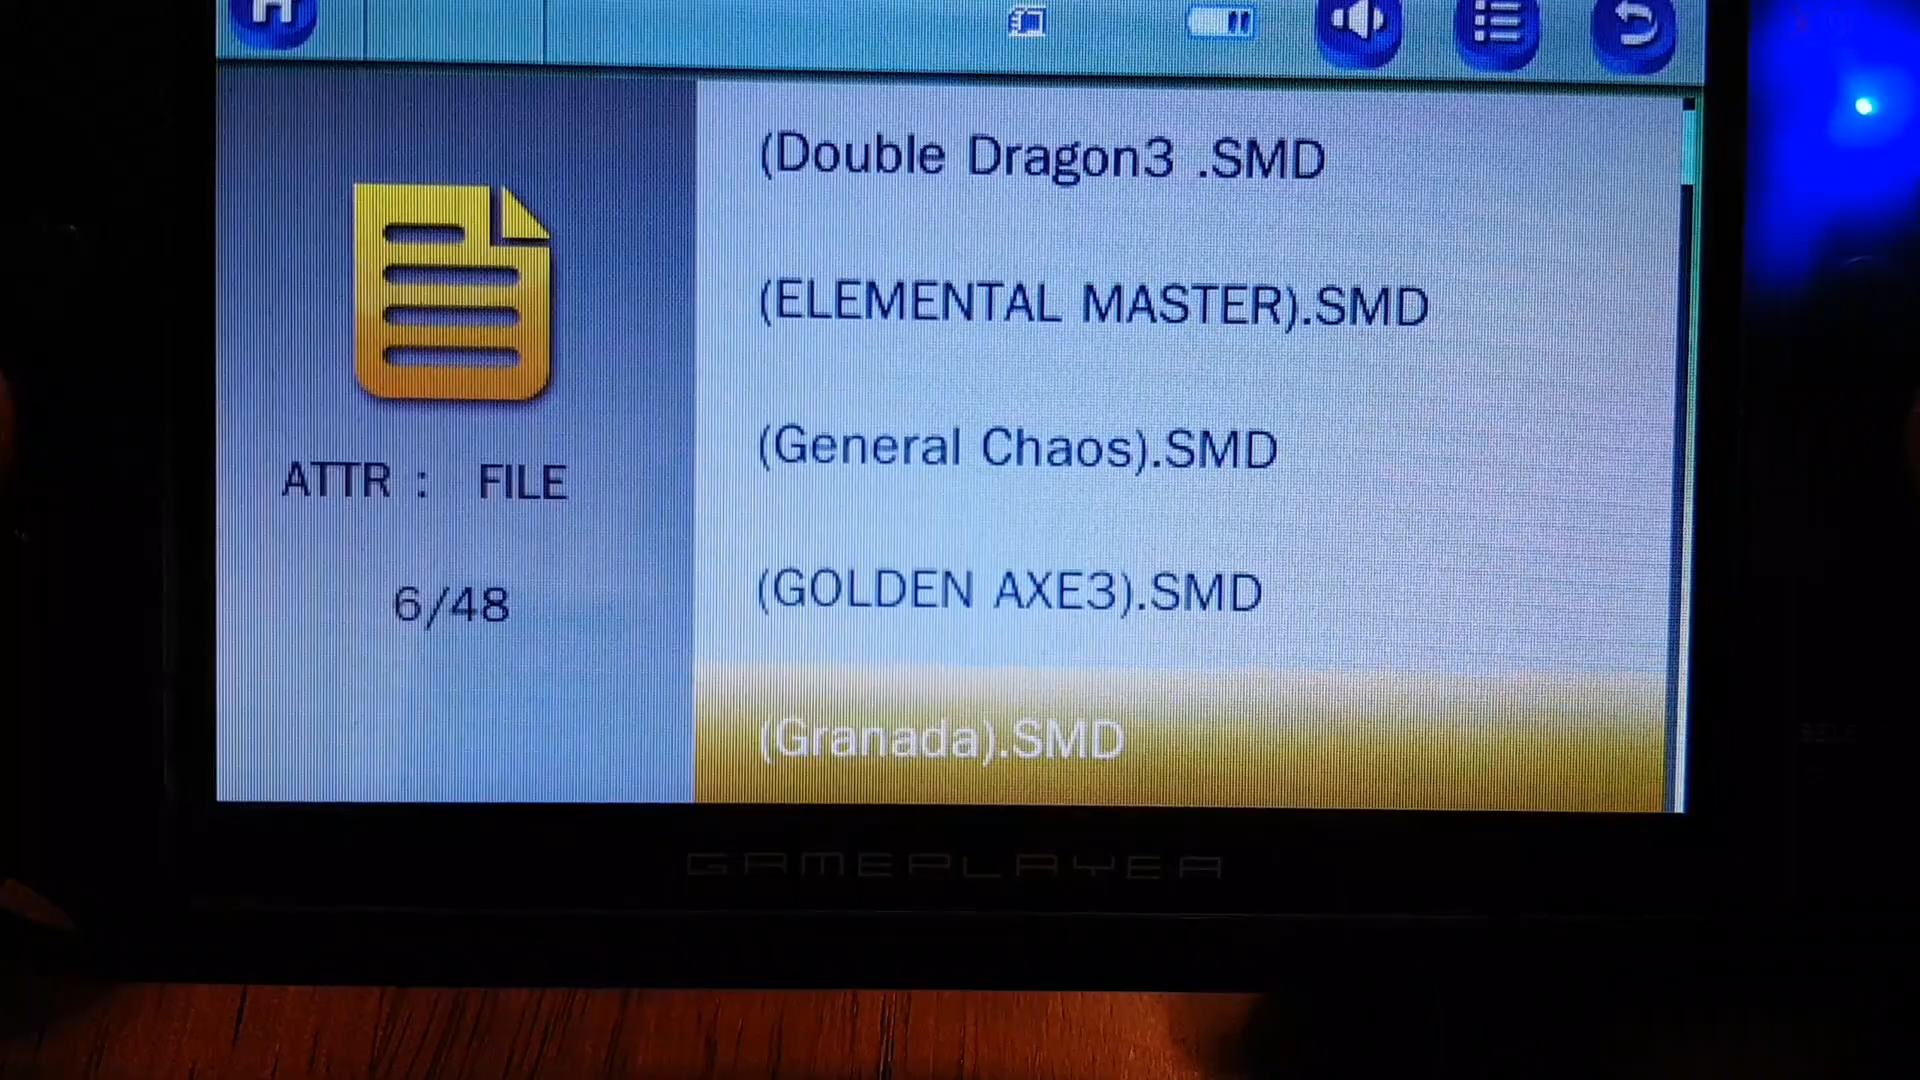 (Double Dragon3 .SMD
(ELEMENTAL MASTER).SMD
(General Chaos).SMD
ATTR : FILE
(GOLDEN AXE3).SMD
6/48
(Granada).SMD
GAMEPLAYER